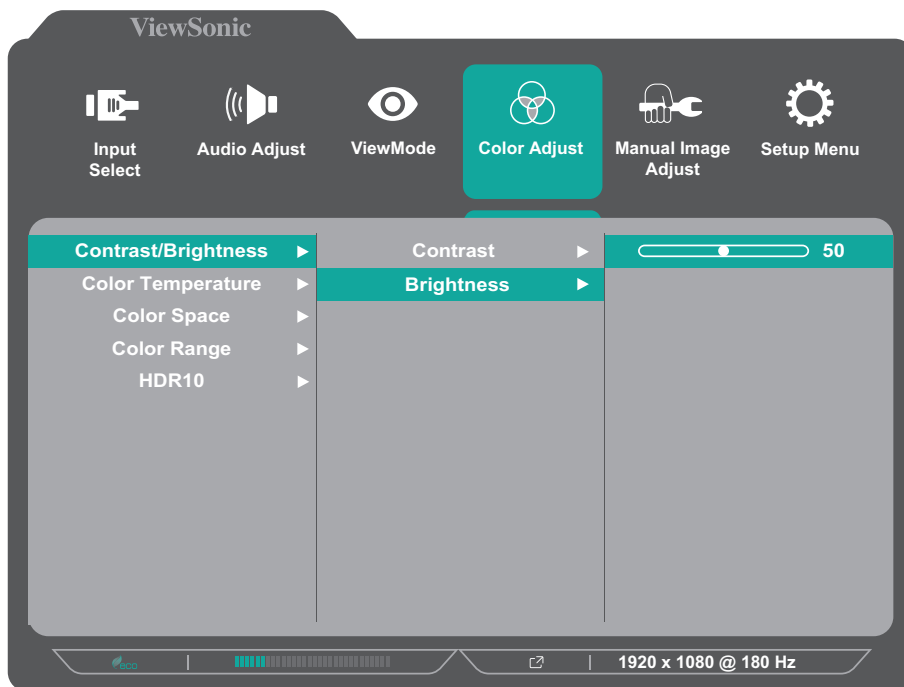 ViewSonic
Input
Select
Audio Adjust
ViewMode
Color Adjust
Manual Image
Adjust
Setup Menu
Contrast/Brightness
Contrast
50
Color Temperature
Brightness
Color Space
Color Range
HDR10
eco
1920 x 1080 @ 180 Hz